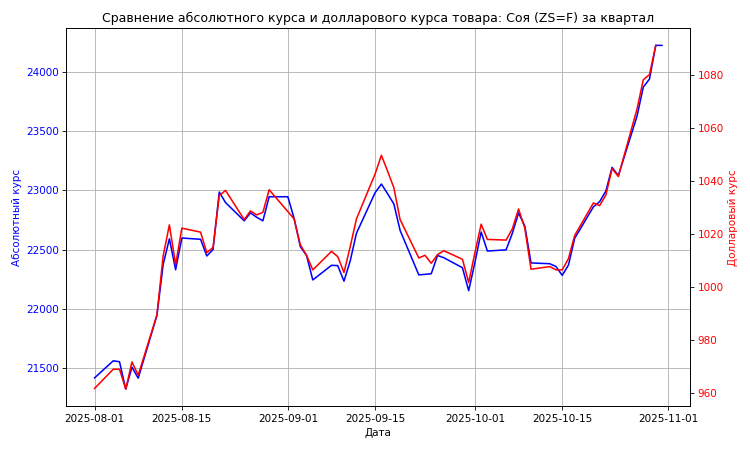 Сравнение абсолютного курса и долларового курса товара: Соя (ZS=F) за квартал
Абсолютный курс
24000
23500
23000
22500
22000
21500
1080
1060
1040
1020
1000
980
960
Долларовый курс
2025-08-01 2025-08-15 2025-09-01 2025-09-15 2025-10-01 2025-10-15 2025-11-01
Дата